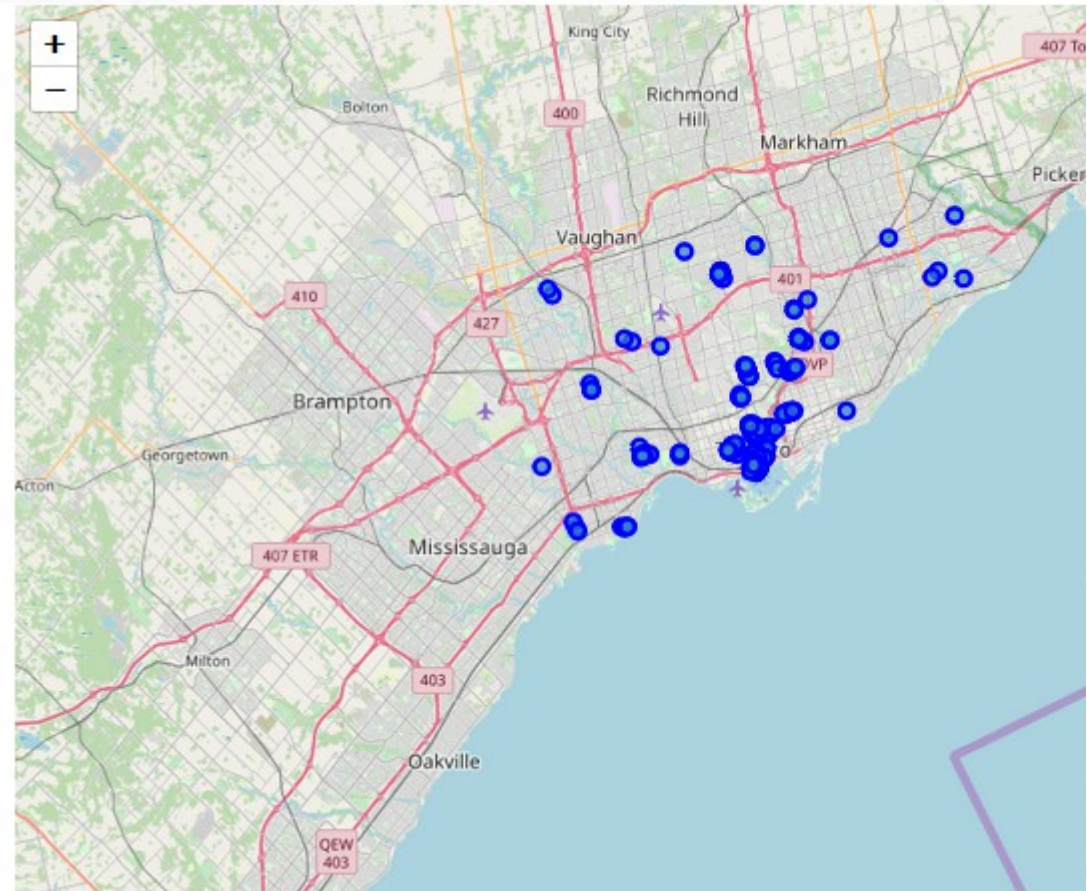 +
−
King City
407 To
Bolton
Richmond
Hill
400
Markham
Picker
Vaughan
401
410
427
DVP
Brampton
Georgetown
Acton
Mississauga
407 ETR
Milton
403
Oakville
QEW
403